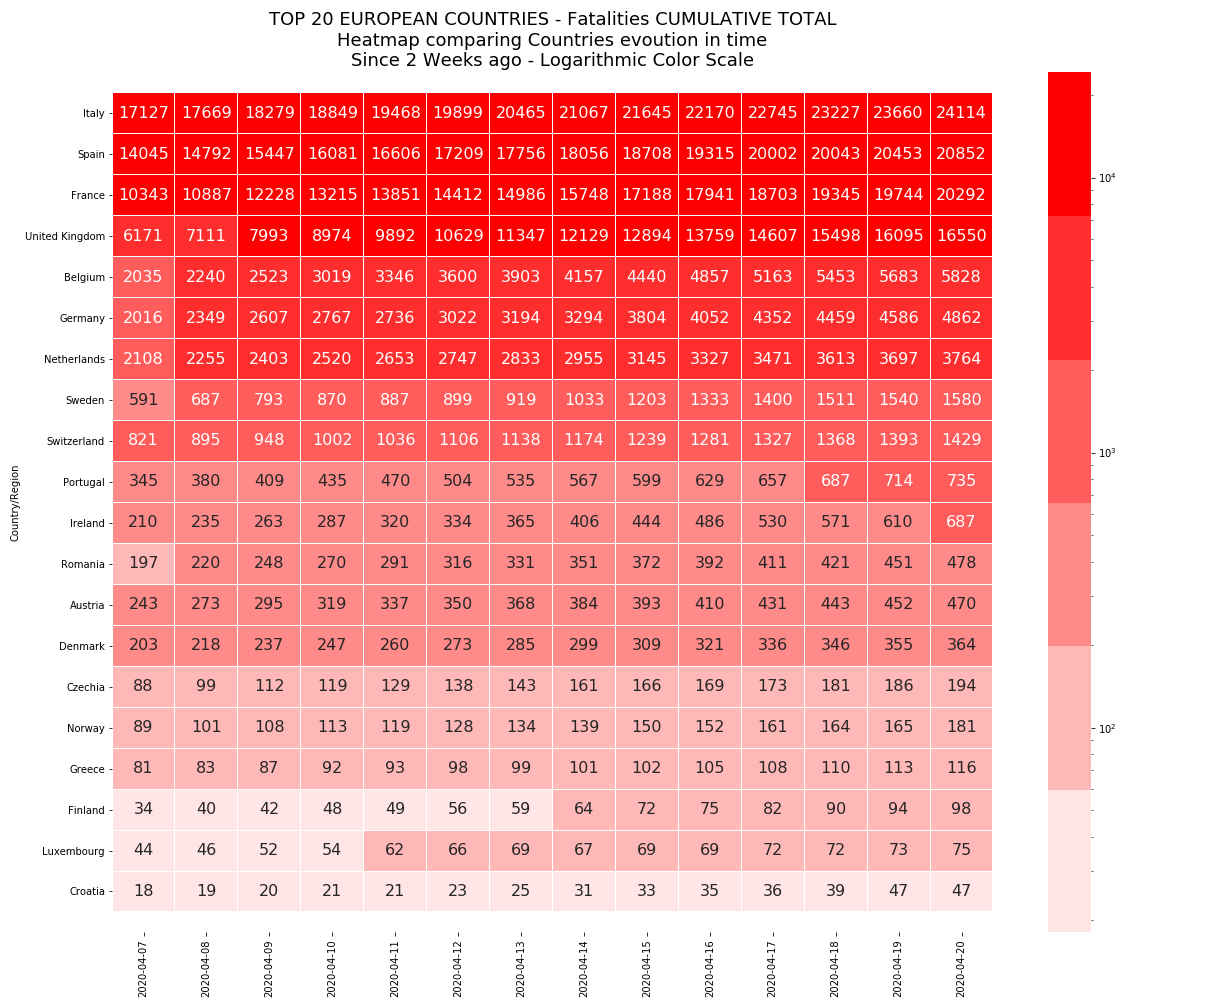 TOP 20 EUROPEAN COUNTRIES - Fatalities CUMULATIVE TOTAL
Heatmap comparing Countries evoution in time
Since 2 Weeks ago - Logarithmic Color Scale
Country/Region
Italy 17127 17669 18279 18849 19468 19899 20465 21067 21645 22170 22745 23227 23660 24114
Spain 14045 14792 15447 16081 16606 17209 17756 18056 18708 19315 20002 20043 20453 20852
France 10343 10887 12228 13215 13851 14412 14986 15748 17188 17941 18703 19345 19744 20292
United Kingdom 6171 7111 7993 8974 9892 10629 11347 12129 12894 13759 14607 15498 16095 16550
Belgium 2035 2240 2523 3019 3346 3600 3903 4157 4440 4857 5163 5453 5683 5828
Germany 2016 2349 2607 2767 2736 3022 3194 3294 3804 4052 4352 4459 4586 4862
Netherlands 2108 2255 2403 2520 2653 2747 2833 2955 3145 3327 3471 3613 3697 3764
Sweden 591 687 793 870 887 899 919 1033 1203 1333 1400 1511 1540 1580
Switzerland 821 895 948 1002 1036 1106 1138 1174 1239 1281 1327 1368 1393 1429
Portugal 345 380 409 435 470 504 535 567 599 629 657 687 714 735
Ireland 210 235 263 287 320 334 365 406 444 486 530 571 610 687
Romania 197 220 248 270 291 316 331 351 372 392 411 421 451 478
Austria 243 273 295 319 337 350 368 384 393 410 431 443 452 470
Denmark 203 218 237 247 260 273 285 299 309 321 336 346 355 364
Czechia 88 99 112 119 129 138 143 161 166 169 173 181 186 194
Norway 89 101 108 113 119 128 134 139 150 152 161 164 165 181
Greece 81 83 87 92 93 98 99 101 102 105 108 110 113 116
Finland 34 40 42 48 49 56 59 64 72 75 82 90 94 98
Luxembourg 44 46 52 54 62 66 69 67 69 69 72 72 73 75
Croatia 18 19 20 21 21 23 25 31 33 35 36 39 47 47
2020-04-07 2020-04-08 2020-04-09 2020-04-10 2020-04-11 2020-04-12 2020-04-13 2020-04-14 2020-04-15 2020-04-16 2020-04-17 2020-04-18 2020-04-19 2020-04-20
10⁴
10³
10²